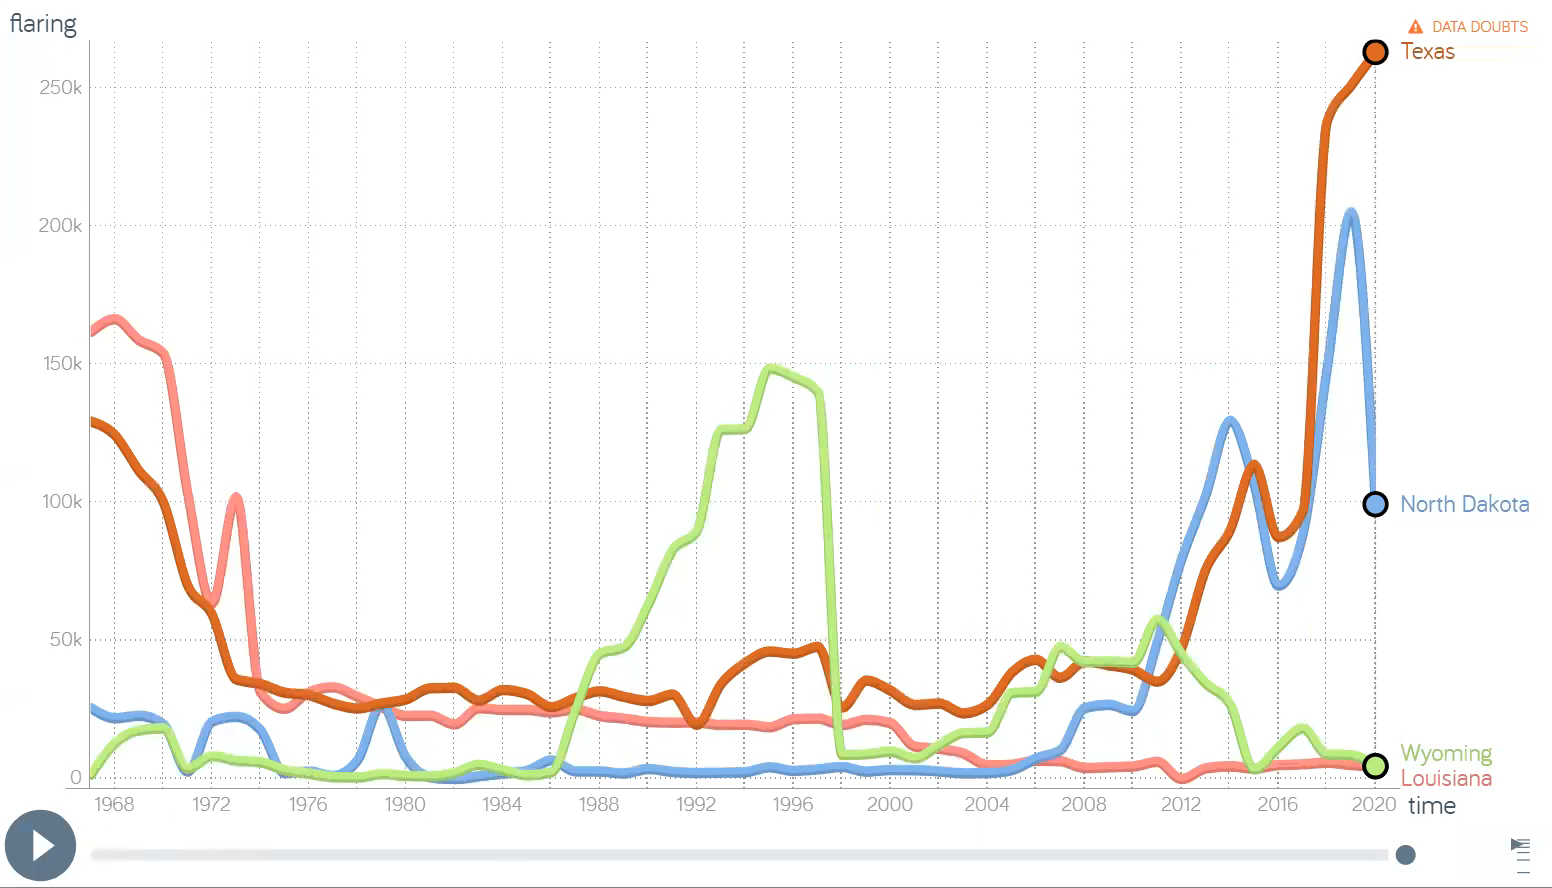 flaring
DATA DOUBTS
Texas
250k
200k
150k
100k
North Dakota
50k
Wyoming
0
Louisiana
1968 1972 1976 1980 1984 1988 1992 1996 2000 2004 2008 2012 2016 2020 time